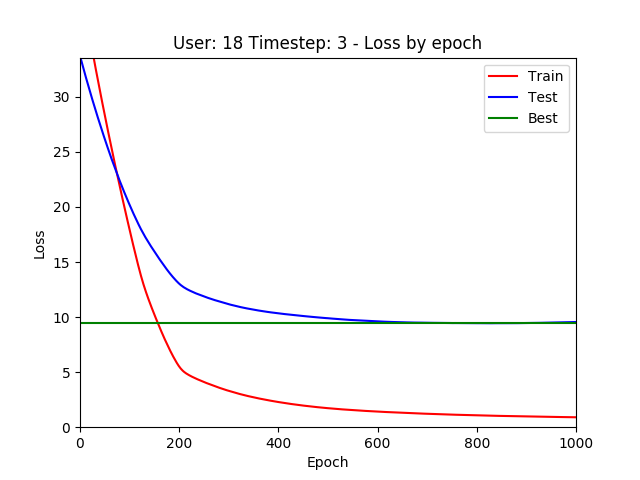 User: 18 Timestep: 3 - Loss by epoch
Train
Test
Best
30
25
20
15
10
5
0
Loss
0 200 400 600 800 1000
Epoch